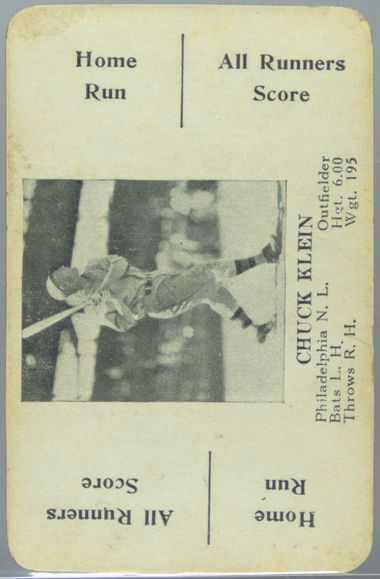 Home
Run
All Runners
Score
CHUCK KLEIN
Philadelphia N. L. Outfielder
Bats L. H. Hgt. 6.00
Throws R. H. Wgt. 195
Home
Run
All Runners
Score